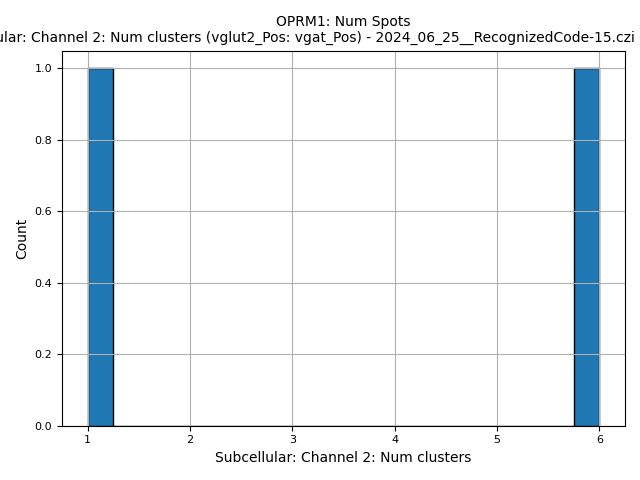 OPRM1: Num Spots
Channel 2: Num clusters (vglut2_Pos: vgat_Pos) - 2024_06_25__RecognizedCode-15.czi
1.0
0.8
0.6
0.4
0.2
0.0
Count
1 2 3 4 5 6
Subcellular: Channel 2: Num clusters